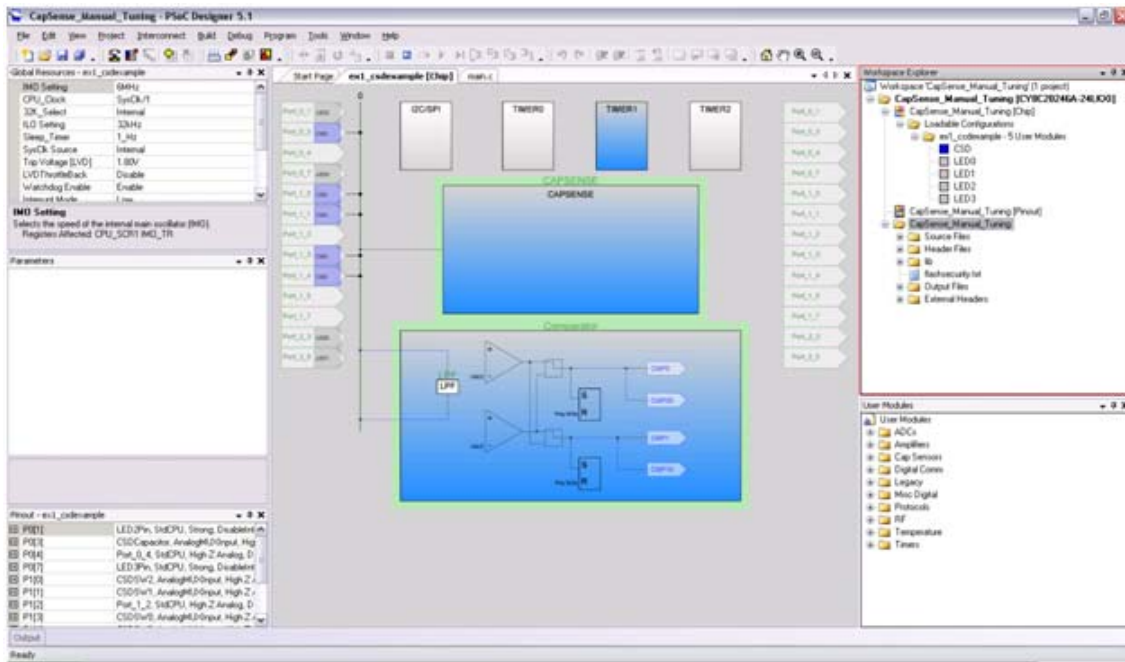 CapSense_Manual_Tuning - PSoC Designer 5.1
File Edit View Project Interconnect Build Debug Program Tools Window Help
Global Resources - ex1_csdexample
IMO Setting 6MHz
CPU_Clock SysClk/1
32K_Select Internal
ILO Setting 32kHz
Sleep_Timer 1_Hz
SysClk Source Internal
Trip Voltage [LVD] 1.80V
LVDThrottleBack Disable
Watchdog Enable Enable
IMO Setting
Selects the speed of the internal main oscillator (IMO).
Registers Affected: CPU_SCR1 IMO_TR
Parameters
Pinout - ex1_csdexample
P0[1] LED2Pin, StdCPU, Strong, DisableInt
P0[3] CSDCapacitor, AnalogMUXInput, Hig
P0[4] Port_0_4, StdCPU, High Z Analog, D
P0[7] LED3Pin, StdCPU, Strong, DisableInt
P1[0] CSDSW2, AnalogMUXInput, High Z
P1[1] CSDSW1, AnalogMUXInput, High Z
P1[2] Port_1_2, StdCPU, High Z Analog, D
P1[3] CSDSW0, AnalogMUXInput, High Z
Output
Ready
Start Page ex1_csdexample [Chip] main.c
0
I2C/SPI TIMER0 TIMER1 TIMER2
CAPSENSE
CAPSENSE
Comparator
LPF
LPF
S
R
S
R
Workspace Explorer
Workspace 'CapSense_Manual_Tuning' (1 project)
CapSense_Manual_Tuning [CY8C20246A-24LKXI]
CapSense_Manual_Tuning [Chip]
Loadable Configurations
ex1_csdexample - 5 User Modules
CSD
LED0
LED1
LED2
LED3
CapSense_Manual_Tuning [Pinout]
CapSense_Manual_Tuning
Source Files
Header Files
lib
flashsecurity.txt
Output Files
External Headers
User Modules
User Modules
ADCs
Amplifiers
Cap Sensors
Digital Comm
Legacy
Misc Digital
Protocols
RF
Temperature
Timers